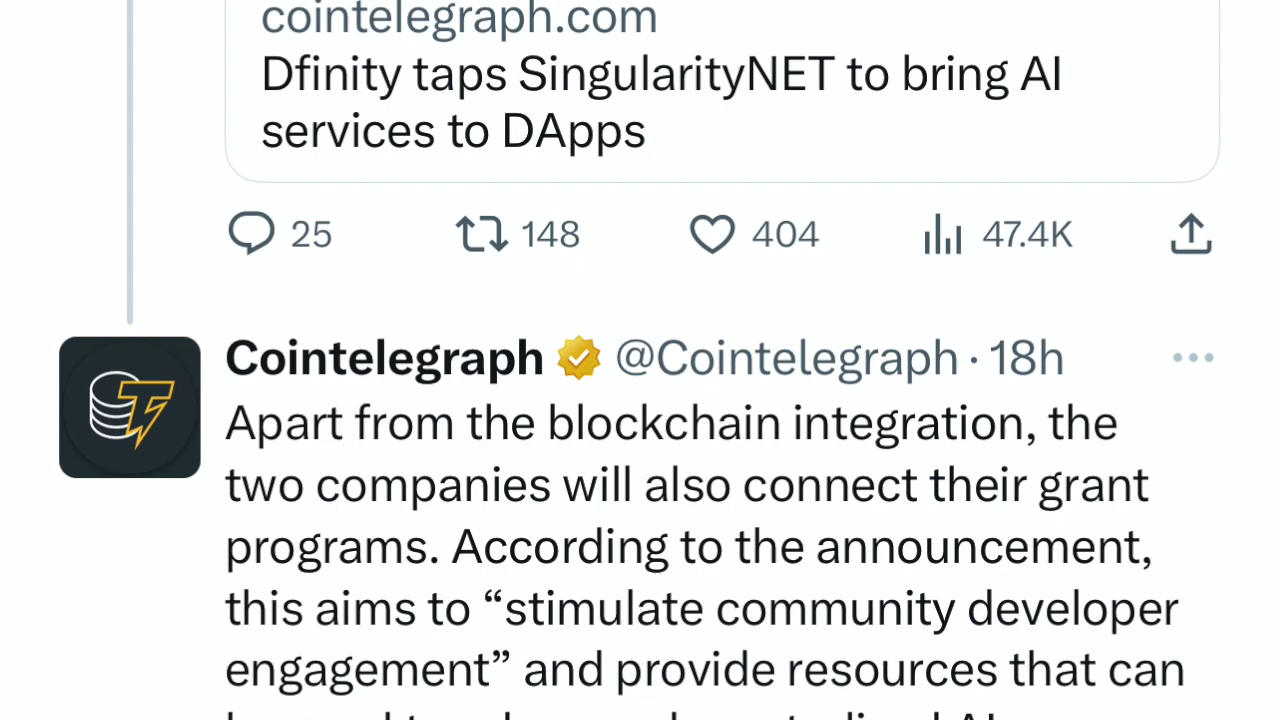 cointelegraph.com
Dfinity taps SingularityNET to bring AI
services to DApps
25 148 404 47.4K
Cointelegraph @Cointelegraph · 18h
Apart from the blockchain integration, the
two companies will also connect their grant
programs. According to the announcement,
this aims to “stimulate community developer
engagement” and provide resources that can